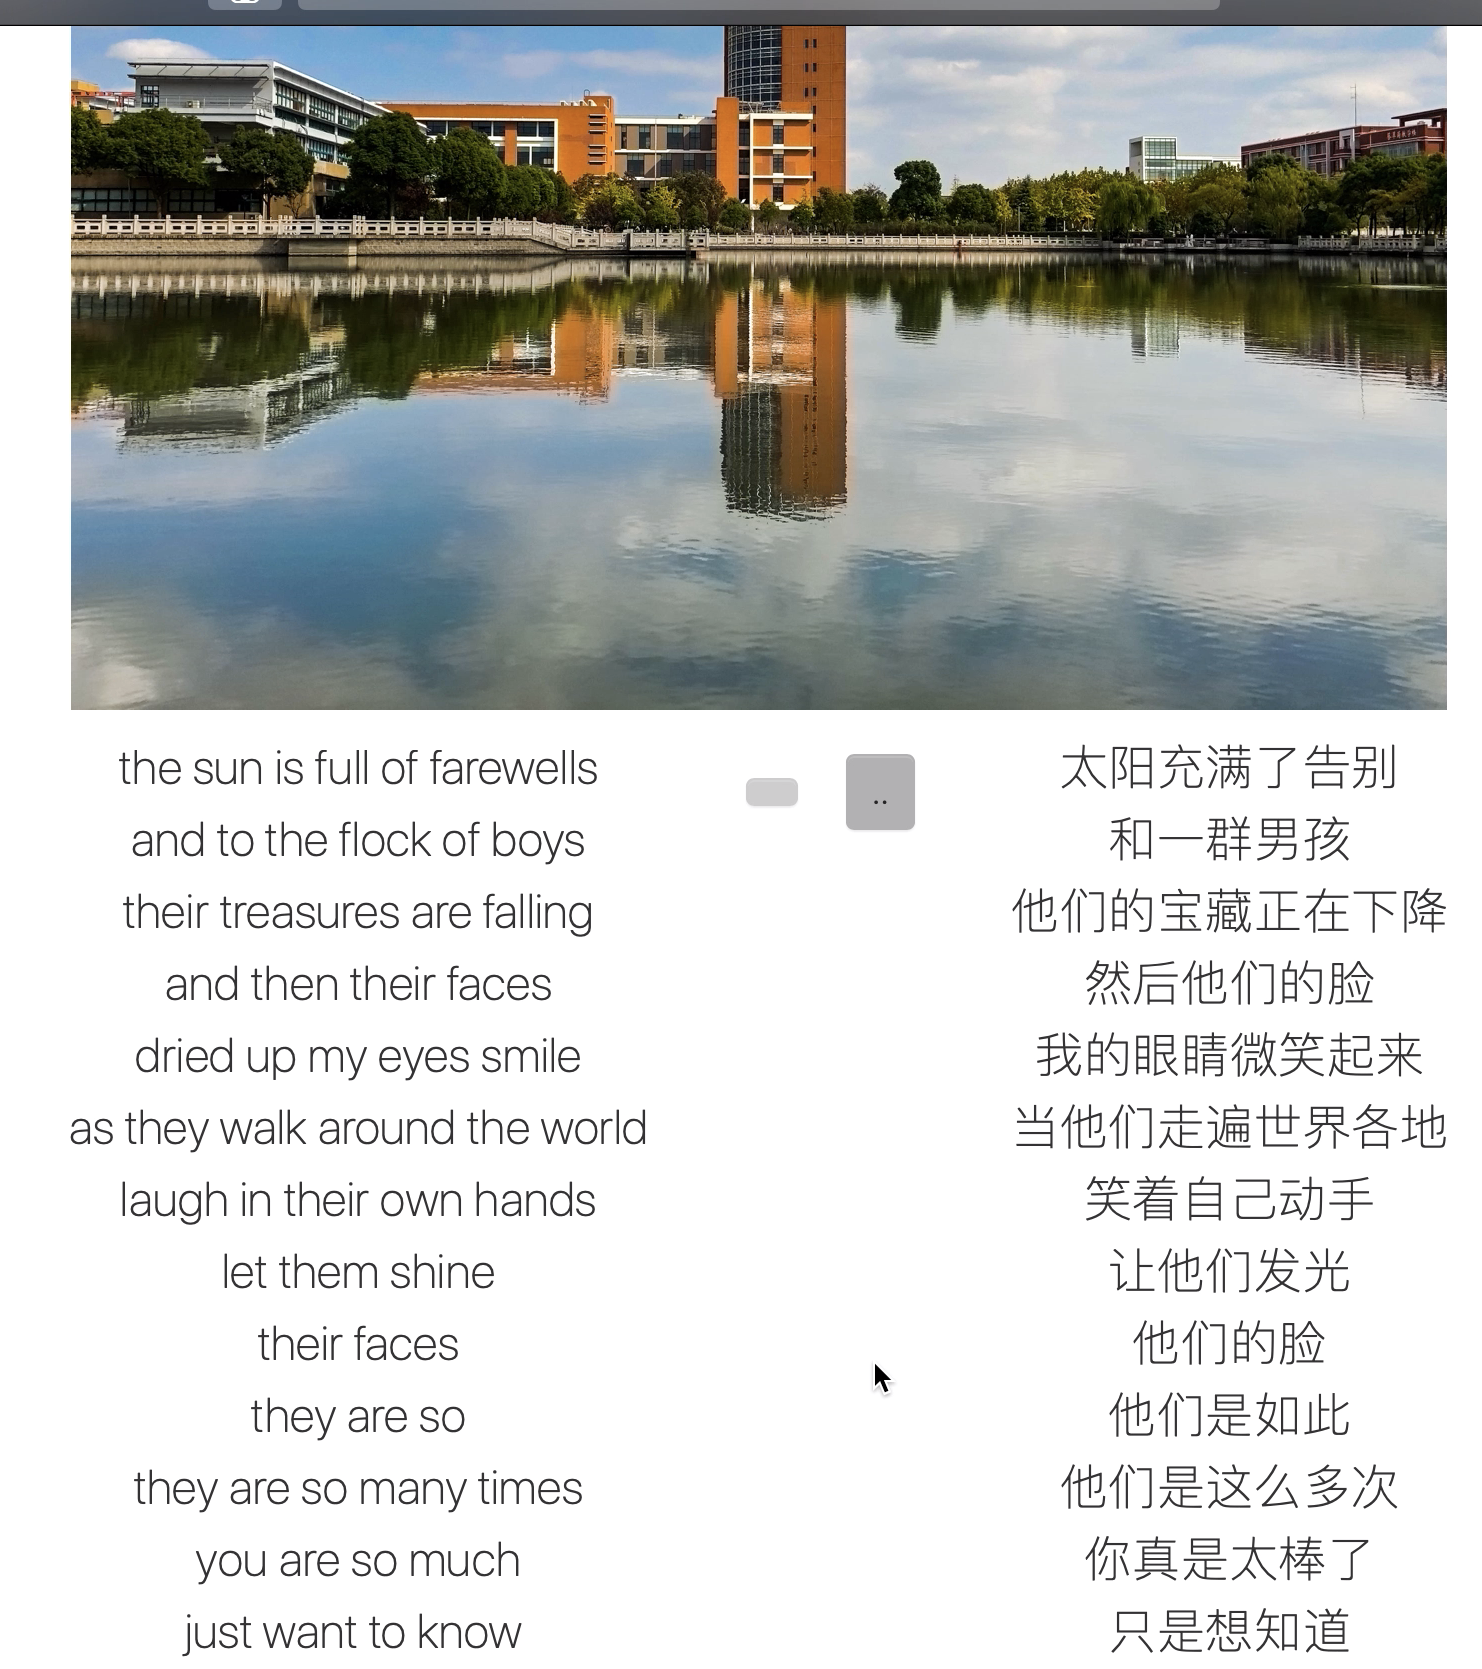 the sun is full of farewells
and to the flock of boys
their treasures are falling
and then their faces
dried up my eyes smile
as they walk around the world
laugh in their own hands
let them shine
their faces
they are so
they are so many times
you are so much
just want to know
..
太阳充满了告别
和一群男孩
他们的宝藏正在下降
然后他们的脸
我的眼睛微笑起来
当他们走遍世界各地
笑着自己动手
让他们发光
他们的脸
他们是如此
他们是这么多次
你真是太棒了
只是想知道